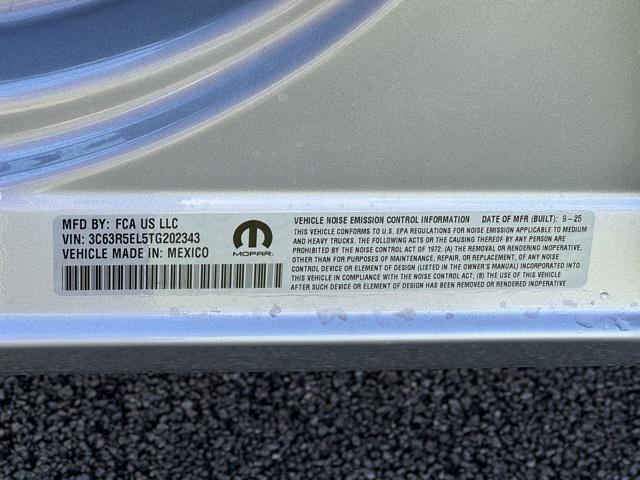 MFD BY: FCA US LLC
VIN: 3C63R5EL5TG202343
VEHICLE MADE IN: MEXICO
MOPAR.
VEHICLE NOISE EMISSION CONTROL INFORMATION DATE OF MFR (BUILT): 9-25
THIS VEHICLE CONFORMS TO U.S. EPA REGULATIONS FOR NOISE EMISSION APPLICABLE TO MEDIUM
AND HEAVY TRUCKS. THE FOLLOWING ACTS OR THE CAUSING THEREOF BY ANY PERSON ARE
PROHIBITED BY THE NOISE CONTROL ACT OF 1972: (A) THE REMOVAL OR RENDERING INOPERATIVE,
OTHER THAN FOR PURPOSES OF MAINTENANCE, REPAIR, OR REPLACEMENT, OF ANY NOISE
CONTROL DEVICE OR ELEMENT OF DESIGN (LISTED IN THE OWNER'S MANUAL) INCORPORATED INTO
THIS VEHICLE IN COMPLIANCE WITH THE NOISE CONTROL ACT; (B) THE USE OF THIS VEHICLE
AFTER SUCH DEVICE OR ELEMENT OF DESIGN HAS BEEN REMOVED OR RENDERED INOPERATIVE